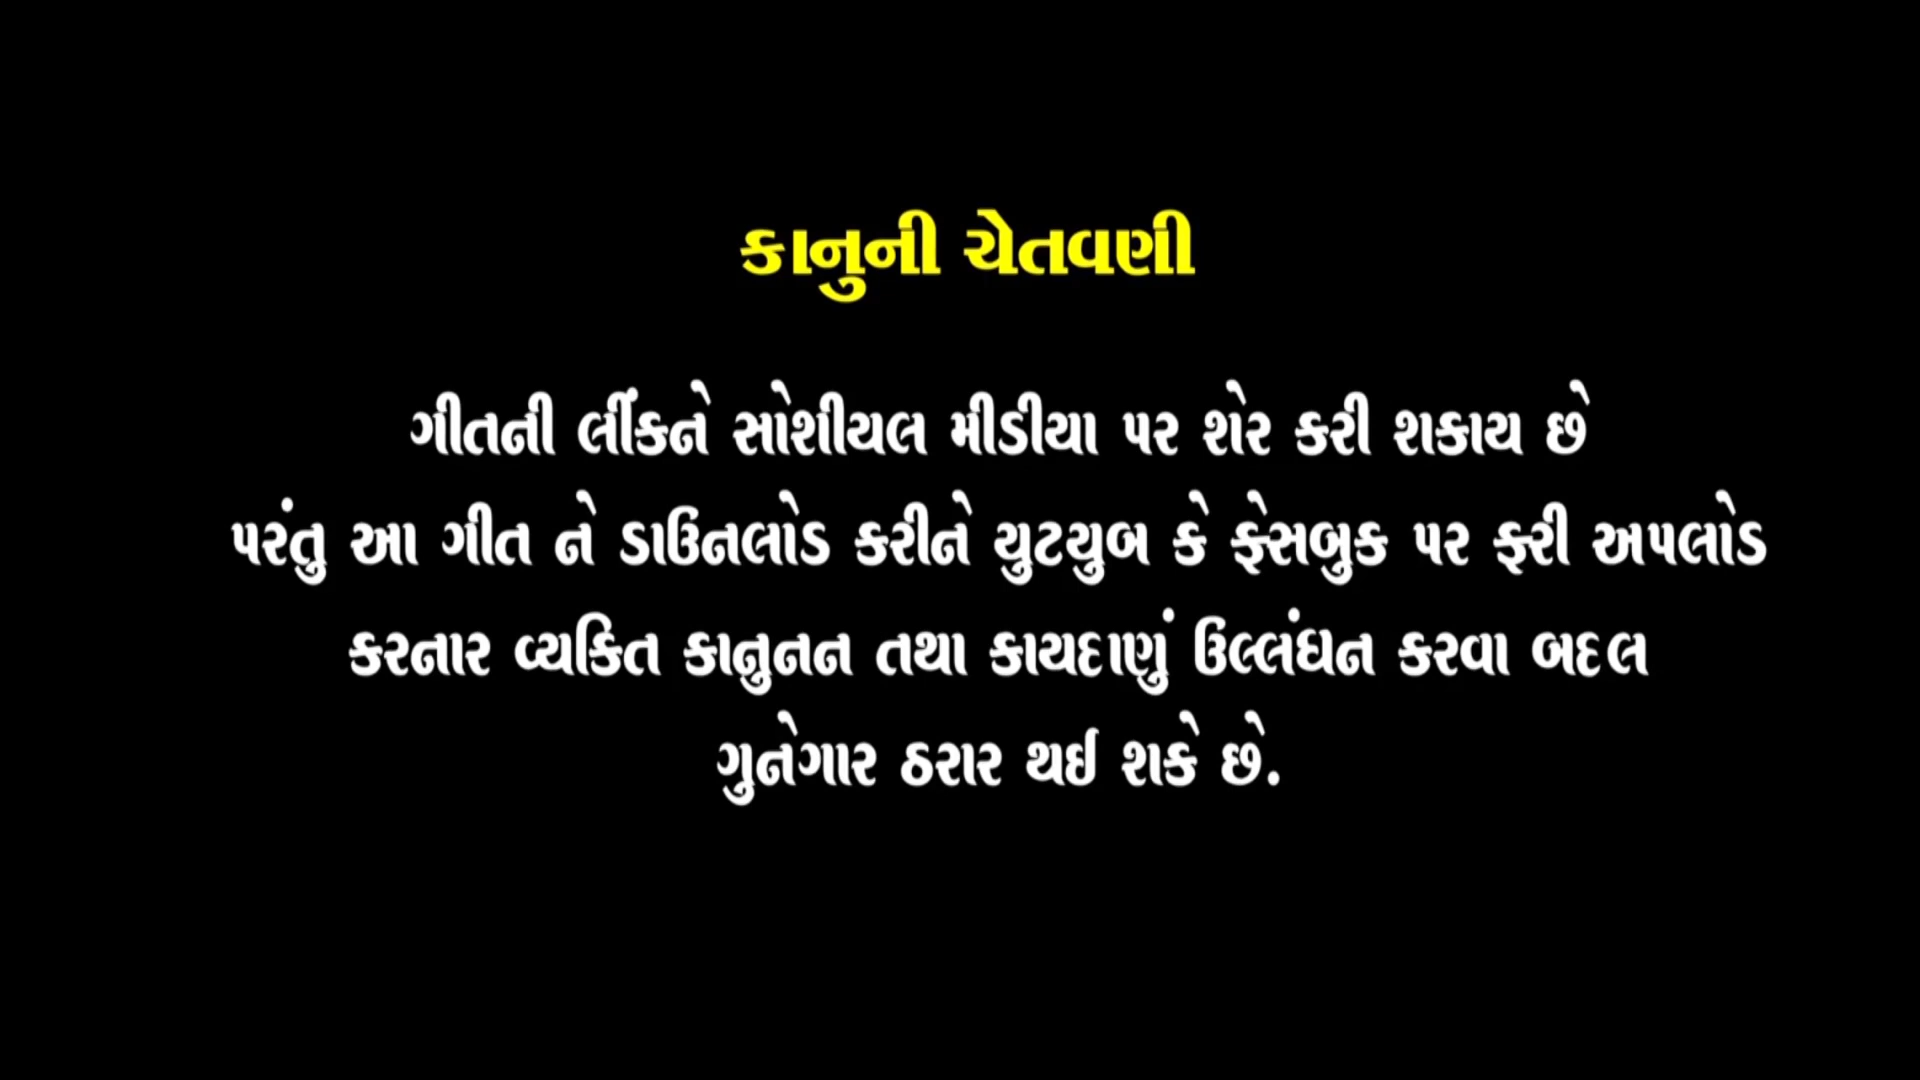 કાનુની ચેતવણી
ગીતની લીંકને સોશીયલ મીડીયા પર શેર કરી શકાય છે
પરંતુ આ ગીત ને ડાઉનલોડ કરીને યુટયુબ કે ફેસબુક પર ફરી અપલોડ
કરનાર વ્યકિત કાનુનન તથા કાયદાણું ઉલ્લંઘન કરવા બદલ
ગુનેગાર ઠરાર થઈ શકે છે.